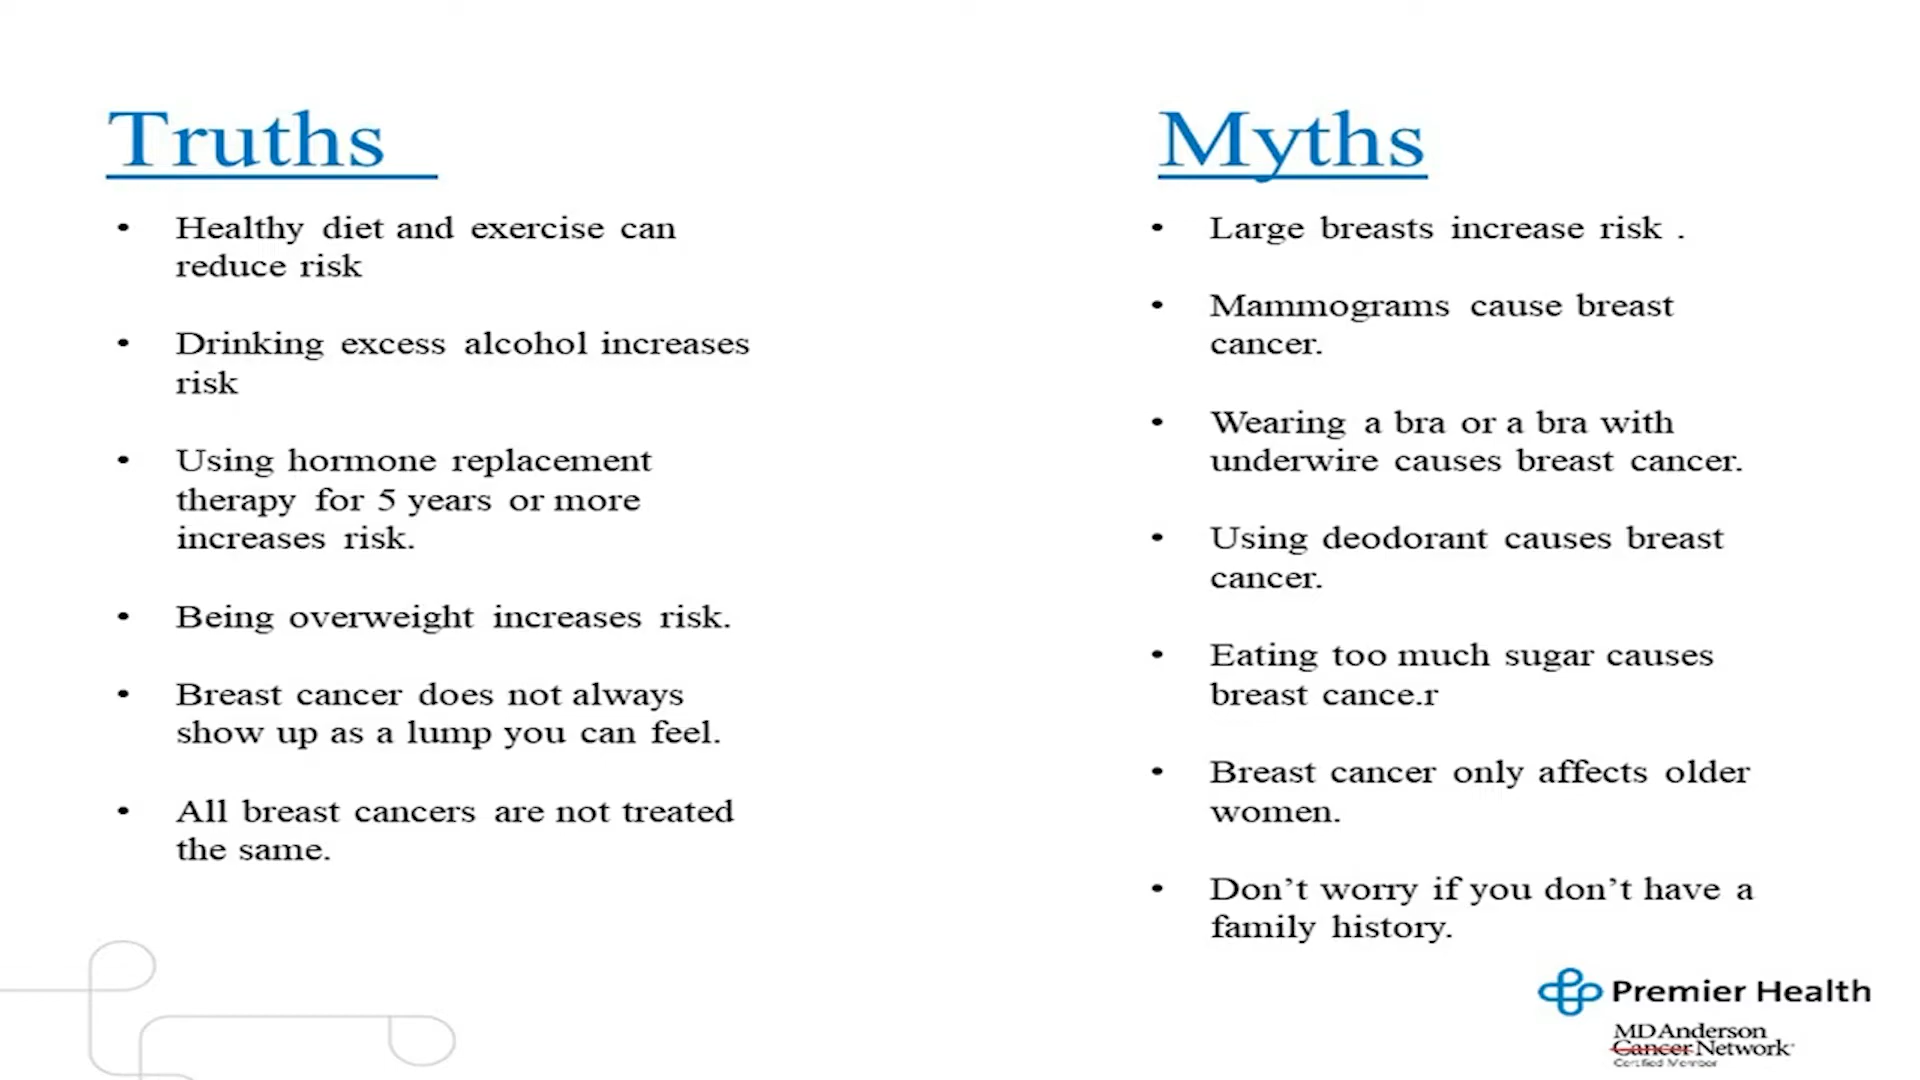 Truths
Healthy diet and exercise can
reduce risk
Drinking excess alcohol increases
risk
Using hormone replacement
therapy for 5 years or more
increases risk.
Being overweight increases risk.
Breast cancer does not always
show up as a lump you can feel.
All breast cancers are not treated
the same.
Myths
Large breasts increase risk .
Mammograms cause breast
cancer.
Wearing a bra or a bra with
underwire causes breast cancer.
Using deodorant causes breast
cancer.
Eating too much sugar causes
breast cance.r
Breast cancer only affects older
women.
Don’t worry if you don’t have a
family history.
Premier Health
MD Anderson
Cancer Network
Certified Member